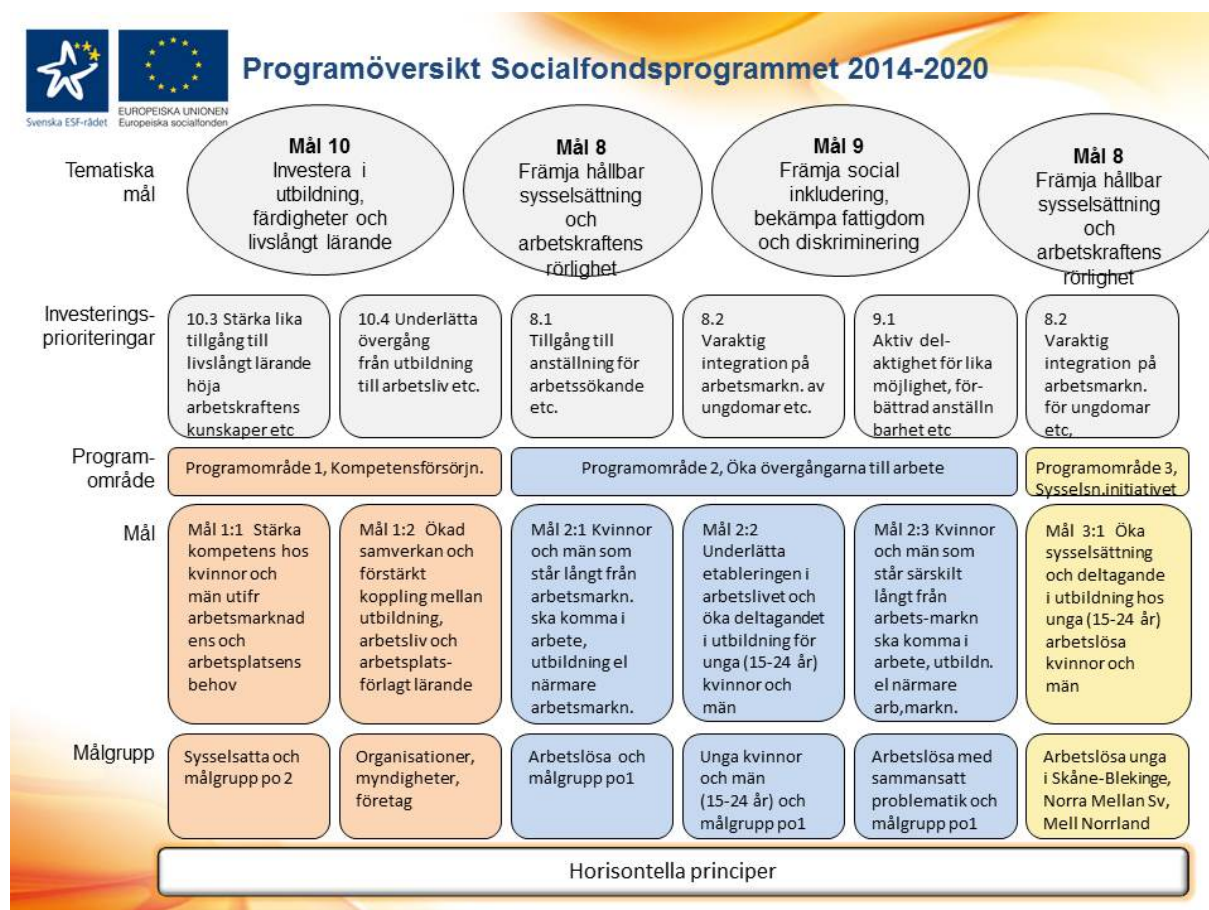 Programöversikt Socialfondsprogrammet 2014-2020
Svenska ESF-rådet
EUROPEISKA UNIONEN
Europeiska socialfonden
Tematiska
mål
Mål 10
Investera i
utbildning,
färdigheter och
livslångt lärande
Mål 8
Främja hållbar
sysselsättning
och
arbetskraftens
rörlighet
Mål 9
Främja social
inkludering,
bekämpa fattigdom
och diskriminering
Mål 8
Främja hållbar
sysselsättning
och
arbetskraftens
rörlighet
Investerings-
prioriteringar
10.3 Stärka lika
tillgång till
livslångt lärande
höja
arbetskraftens
kunskaper etc
10.4 Underlätta
övergång
från utbildning
till arbetsliv etc.
8.1
Tillgång till
anställning för
arbetssökande
etc.
8.2
Varaktig
integration på
arbetsmarkn. av
ungdomar etc.
9.1
Aktiv del-
aktighet för lika
möjlighet, för-
bättrad anställn
barhet etc
8.2
Varaktig
integration på
arbetsmarkn.
för ungdomar
etc,
Program-
område
Programområde 1, Kompetensförsörjn.
Programområde 2, Öka övergångarna till arbete
Programområde 3,
Sysselsn.initiativet
Mål
Mål 1:1 Stärka
kompetens hos
kvinnor och
män utifr
arbetsmarknad
ens och
arbetsplatsens
behov
Mål 1:2 Ökad
samverkan och
förstärkt
koppling mellan
utbildning,
arbetsliv och
arbetsplats-
förlagt lärande
Mål 2:1 Kvinnor
och män som
står långt från
arbetsmarkn.
ska komma i
arbete,
utbildning el
närmare
arbetsmarkn.
Mål 2:2
Underlätta
etableringen i
arbetslivet och
öka deltagandet
i utbildning för
unga (15-24 år)
kvinnor och
män
Mål 2:3 Kvinnor
och män som
står särskilt
långt från
arbets-markn
ska komma i
arbete, utbildn.
el närmare
arb,markn.
Mål 3:1 Öka
sysselsättning
och deltagande
i utbildning hos
unga (15-24 år)
arbetslösa
kvinnor och
män
Målgrupp
Sysselsatta och
målgrupp po 2
Organisationer,
myndigheter,
företag
Arbetslösa och
målgrupp po1
Unga kvinnor
och män
(15-24 år) och
målgrupp po1
Arbetslösa med
sammansatt
problematik och
målgrupp po1
Arbetslösa unga
i Skåne-Blekinge,
Norra Mellan Sv,
Mell Norrland
Horisontella principer